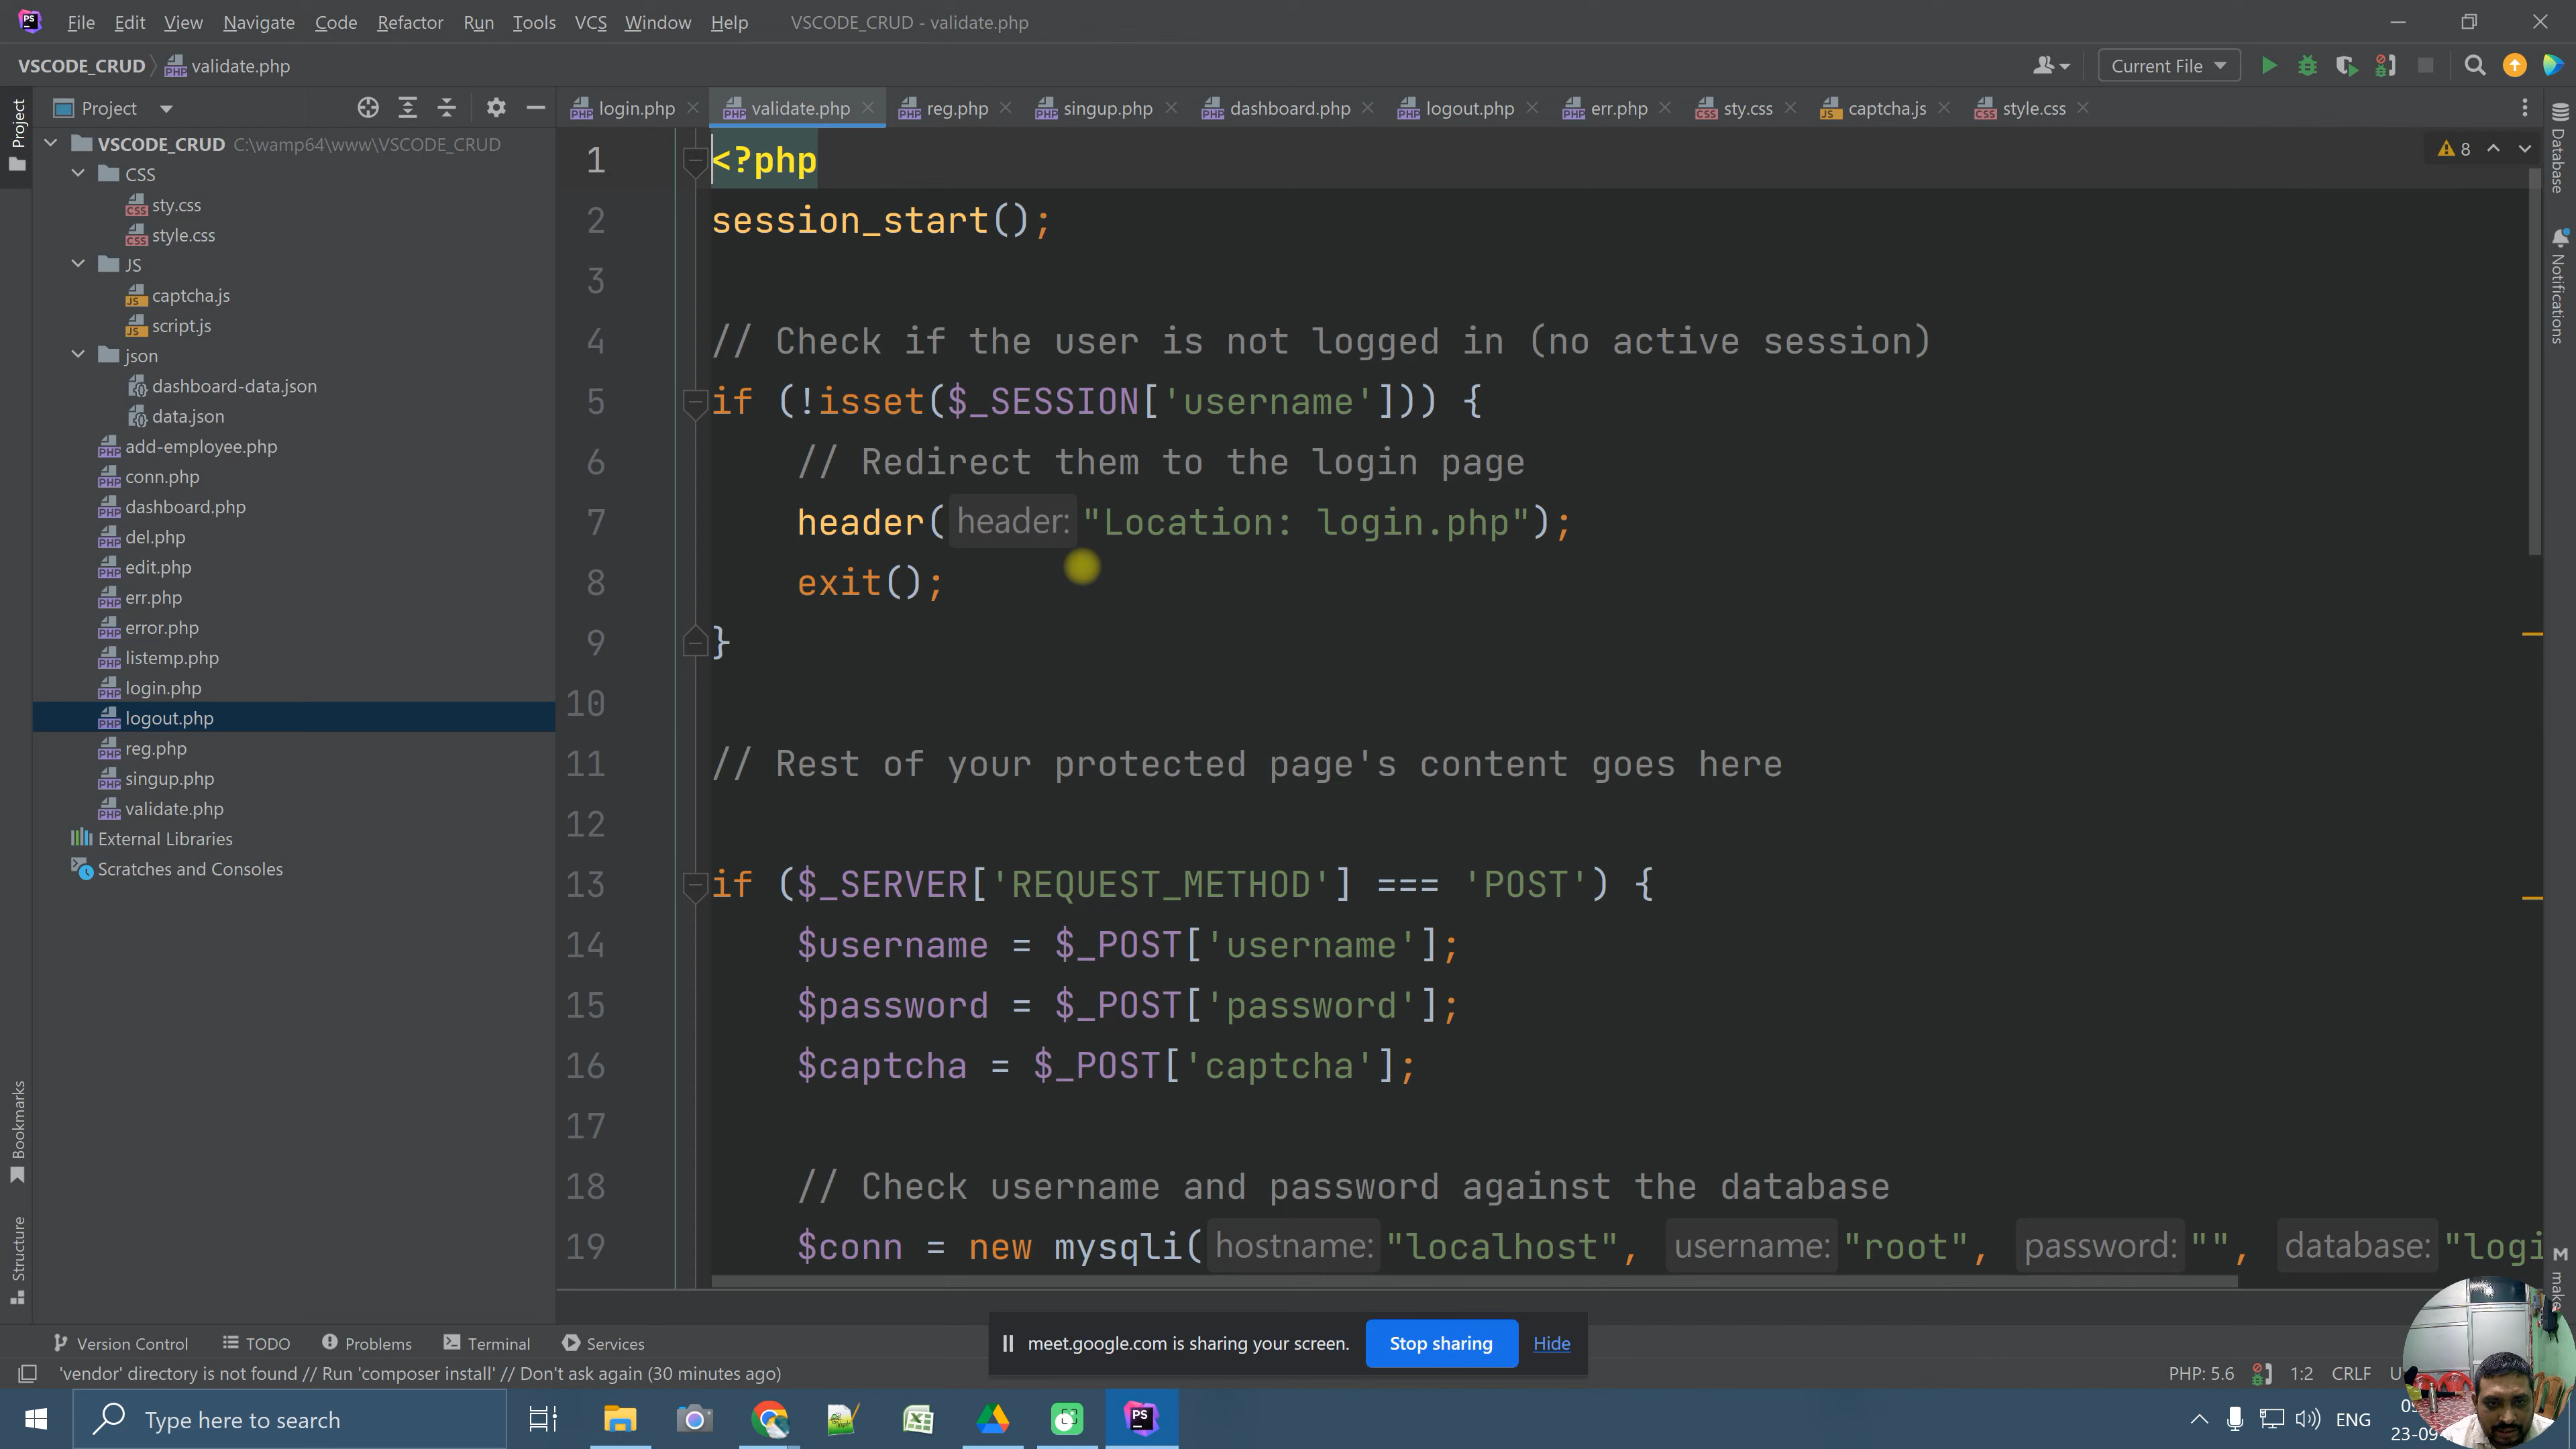 File Edit View Navigate Code Refactor Run Tools VCS Window Help VSCODE_CRUD - validate.php
VSCODE_CRUD validate.php Current File
Project
login.php validate.php reg.php singup.php dashboard.php logout.php err.php sty.css captcha.js style.css
VSCODE_CRUD C:\wamp64\www\VSCODE_CRUD
CSS
sty.css
style.css
JS
captcha.js
script.js
json
dashboard-data.json
data.json
add-employee.php
conn.php
dashboard.php
del.php
edit.php
err.php
error.php
listemp.php
login.php
logout.php
reg.php
singup.php
validate.php
External Libraries
Scratches and Consoles
Project
Bookmarks
Structure
8
1 <?php
2 session_start();
3
4 // Check if the user is not logged in (no active session)
5 if (!isset($_SESSION['username'])) {
6 // Redirect them to the login page
7 header( header: "Location: login.php");
8 exit();
9 }
10
11 // Rest of your protected page's content goes here
12
13 if ($_SERVER['REQUEST_METHOD'] === 'POST') {
14 $username = $_POST['username'];
15 $password = $_POST['password'];
16 $captcha = $_POST['captcha'];
17
18 // Check username and password against the database
19 $conn = new mysqli( hostname: "localhost", username: "root", password: "", database: "logi
Database
Notifications
make
Version Control TODO Problems Terminal Services
meet.google.com is sharing your screen. Stop sharing Hide
'vendor' directory is not found // Run 'composer install' // Don't ask again (30 minutes ago)
PHP: 5.6 1:2 CRLF
Type here to search
PS
ENG